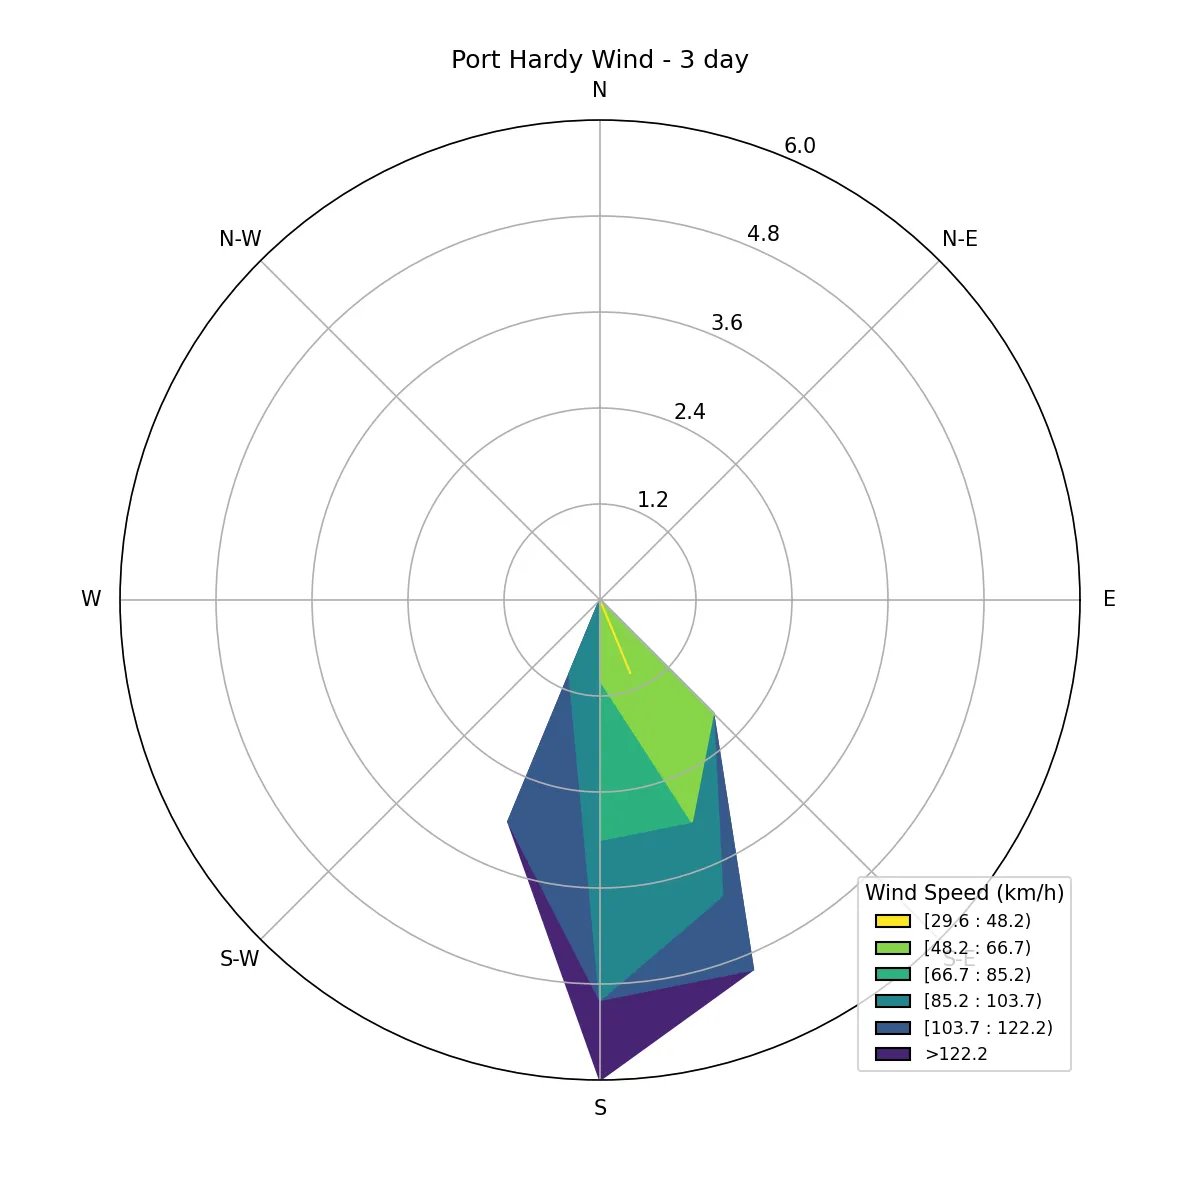 Port Hardy Wind - 3 day
N
6.0
N-W
4.8
N-E
3.6
2.4
1.2
W
E
Wind Speed (km/h)
[29.6 : 48.2)
[48.2 : 66.7)
S-W
S-E
[66.7 : 85.2)
[85.2 : 103.7)
[103.7 : 122.2)
>122.2
S